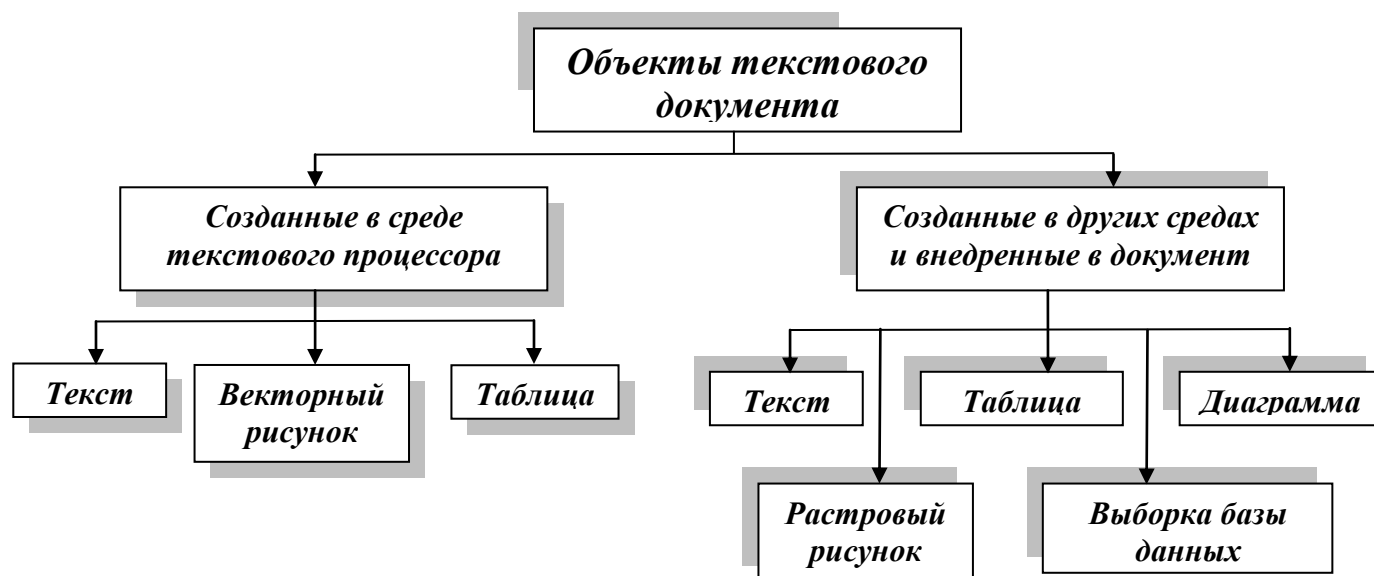 Объекты текстового
документа
Созданные в среде
текстового процессора
Созданные в других средах
и внедренные в документ
Текст
Векторный
рисунок
Таблица
Текст
Таблица
Диаграмма
Растровый
рисунок
Выборка базы
данных